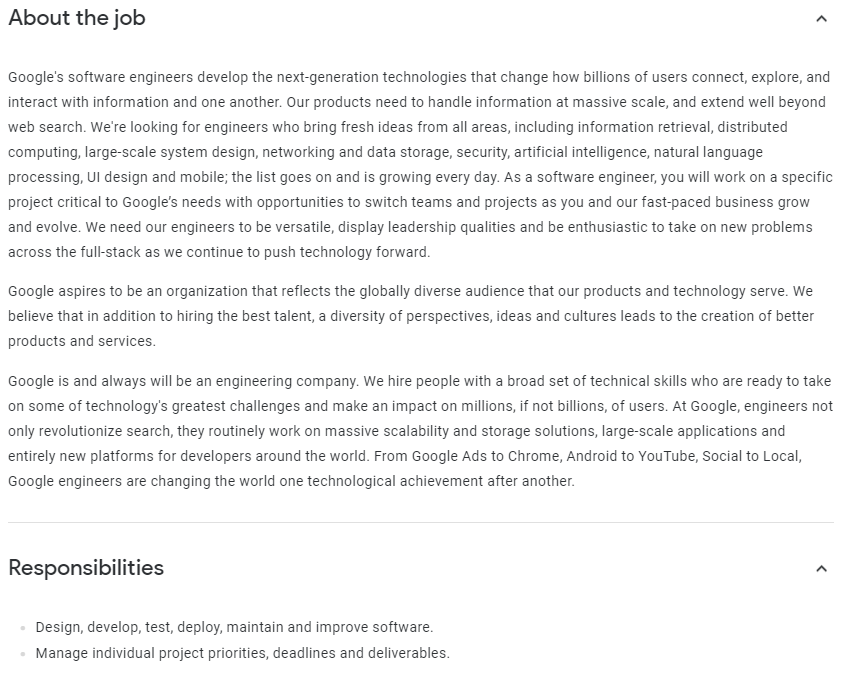 About the job
Google's software engineers develop the next-generation technologies that change how billions of users connect, explore, and
interact with information and one another. Our products need to handle information at massive scale, and extend well beyond
web search. We're looking for engineers who bring fresh ideas from all areas, including information retrieval, distributed
computing, large-scale system design, networking and data storage, security, artificial intelligence, natural language
processing, UI design and mobile; the list goes on and is growing every day. As a software engineer, you will work on a specific
project critical to Google’s needs with opportunities to switch teams and projects as you and our fast-paced business grow
and evolve. We need our engineers to be versatile, display leadership qualities and be enthusiastic to take on new problems
across the full-stack as we continue to push technology forward.
Google aspires to be an organization that reflects the globally diverse audience that our products and technology serve. We
believe that in addition to hiring the best talent, a diversity of perspectives, ideas and cultures leads to the creation of better
products and services.
Google is and always will be an engineering company. We hire people with a broad set of technical skills who are ready to take
on some of technology's greatest challenges and make an impact on millions, if not billions, of users. At Google, engineers not
only revolutionize search, they routinely work on massive scalability and storage solutions, large-scale applications and
entirely new platforms for developers around the world. From Google Ads to Chrome, Android to YouTube, Social to Local,
Google engineers are changing the world one technological achievement after another.
Responsibilities
Design, develop, test, deploy, maintain and improve software.
Manage individual project priorities, deadlines and deliverables.